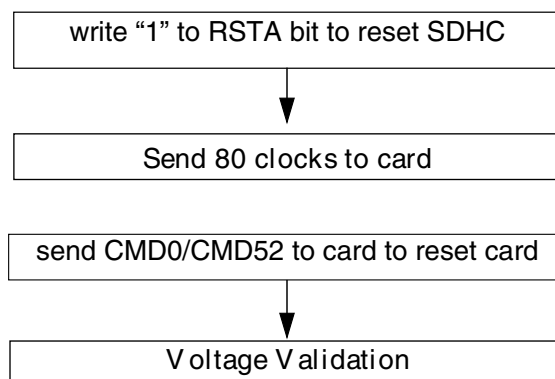 write “1” to RSTA bit to reset SDHC
Send 80 clocks to card
send CMD0/CMD52 to card to reset card
Voltage Validation